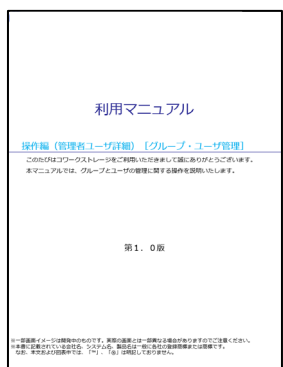 利用マニュアル
操作編（管理者ユーザ詳細）［グループ・ユーザ管理］
このたびはコワークストレージをご利用いただきまして誠にありがとうございます。
本マニュアルでは、グループとユーザの管理に関する操作を説明いたします。
第１．０版
※一部画面イメージは開発中のものです。実際の画面とは一部異なる場合がありますのでご注意ください。
※本書に記載されている会社名、システム名、製品名は一般に各社の登録商標または商標です。
なお、本文および図表中では、「™」、「®」は明記しておりません。